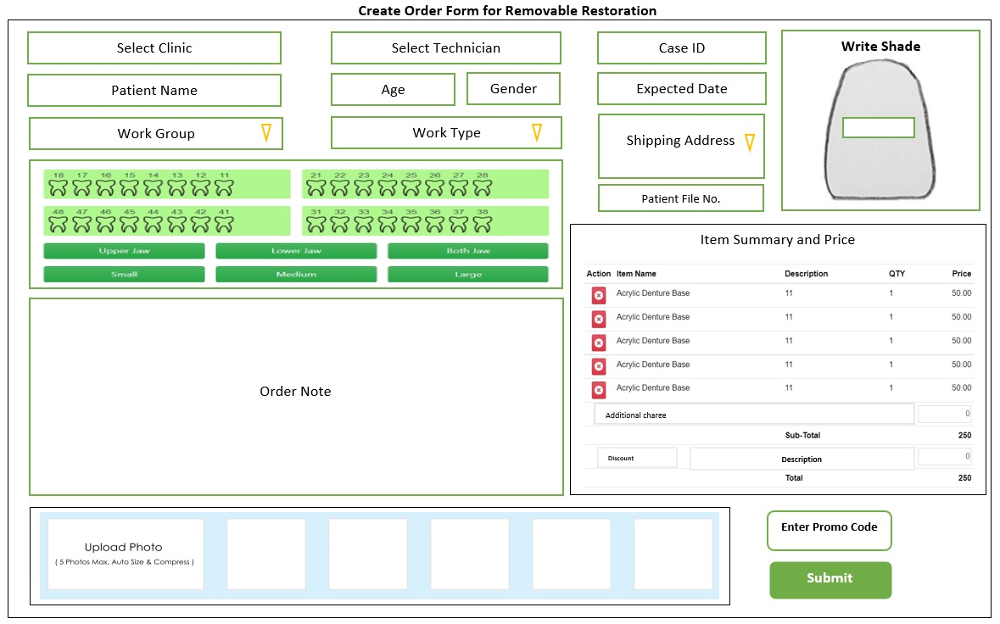 Create Order Form for Removable Restoration
Select Clinic
Select Technician
Case ID
Write Shade
Patient Name
Age
Gender
Expected Date
Work Group
Work Type
Shipping Address
Patient File No.
18 17 16 15 14 13 12 11
21 22 23 24 25 26 27 28
48 47 46 45 44 43 42 41
31 32 33 34 35 36 37 38
Upper Jaw Lower Jaw Both Jaw
Small Medium Large
Order Note
Item Summary and Price
Action Item Name Description QTY Price
Acrylic Denture Base 11 1 50.00
Acrylic Denture Base 11 1 50.00
Acrylic Denture Base 11 1 50.00
Acrylic Denture Base 11 1 50.00
Acrylic Denture Base 11 1 50.00
Additional charge 0
Sub-Total 250
Discount Description 0
Total 250
Upload Photo
( 5 Photos Max, Auto Size & Compress )
Enter Promo Code
Submit